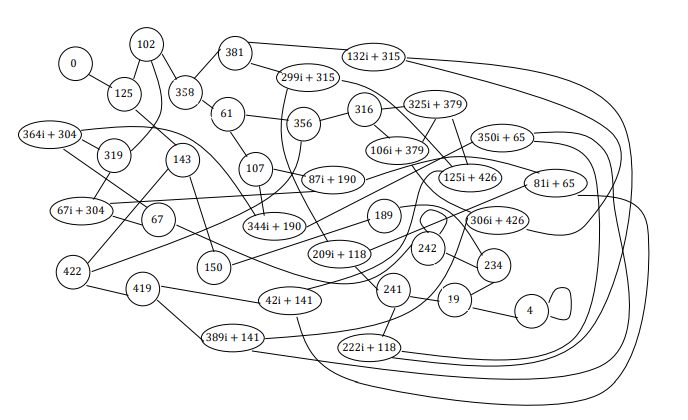 102
381
132i + 315
0
299i + 315
125
358
61
356
316
325i + 379
364i + 304
319
143
106i + 379
350i + 65
107
87i + 190
125i + 426
81i + 65
67i + 304
67
344i + 190
189
306i + 426
422
150
209i + 118
242
234
419
42i + 141
241
19
4
389i + 141
222i + 118